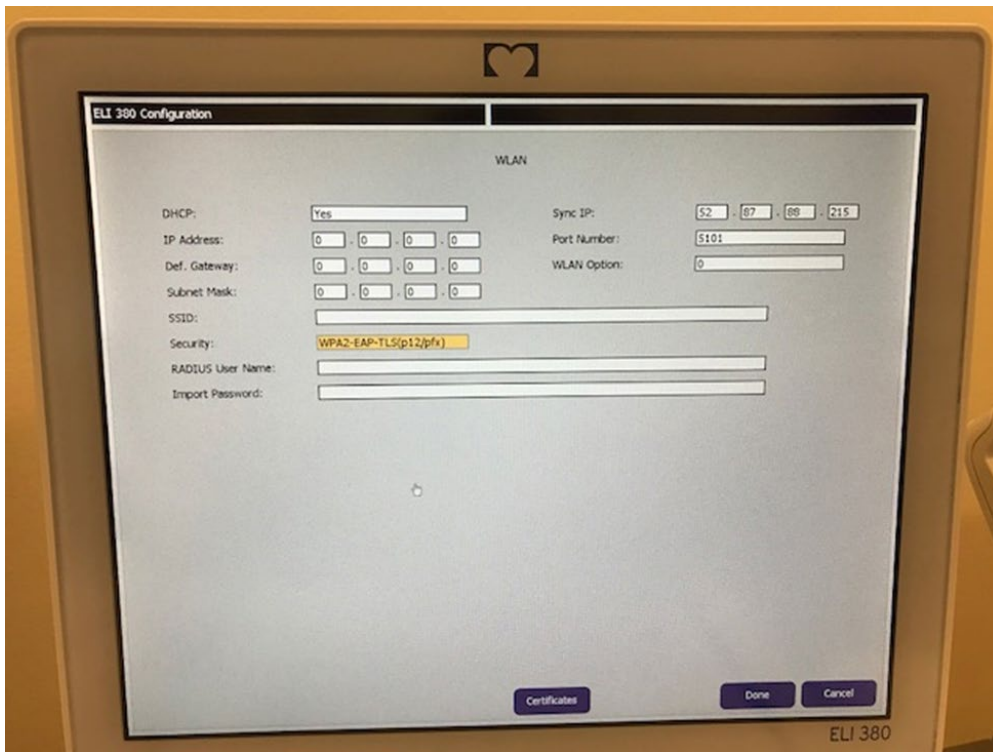 ELI 380 Configuration
WLAN
DHCP: Yes Sync IP: 52 . 87 . 88 . 215
IP Address: 0 . 0 . 0 . 0 Port Number: 5101
Def. Gateway: 0 . 0 . 0 . 0 WLAN Option: 0
Subnet Mask: 0 . 0 . 0 . 0
SSID:
Security: WPA2-EAP-TLS(p12/pfx)
RADIUS User Name:
Import Password:
Certificates Done Cancel
ELI 380